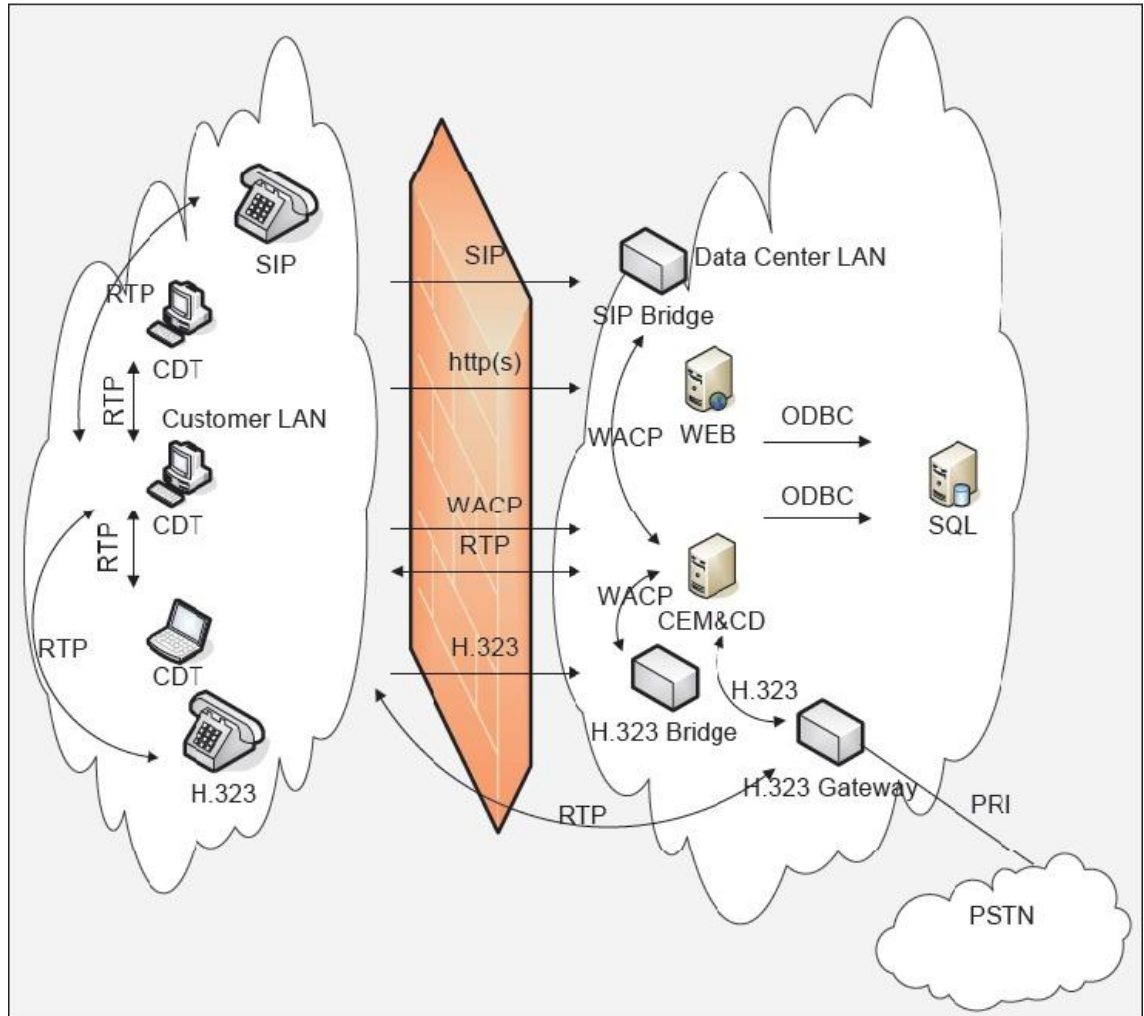 SIP
RTP
CDT
RTP
Customer LAN
CDT
RTP
CDT
RTP
H.323
SIP
http(s)
WACP
RTP
H.323
RTP
Data Center LAN
SIP Bridge
WEB
ODBC
WACP
ODBC
SQL
WACP
CEM&CD
H.323
H.323 Bridge
H.323 Gateway
PRI
PSTN